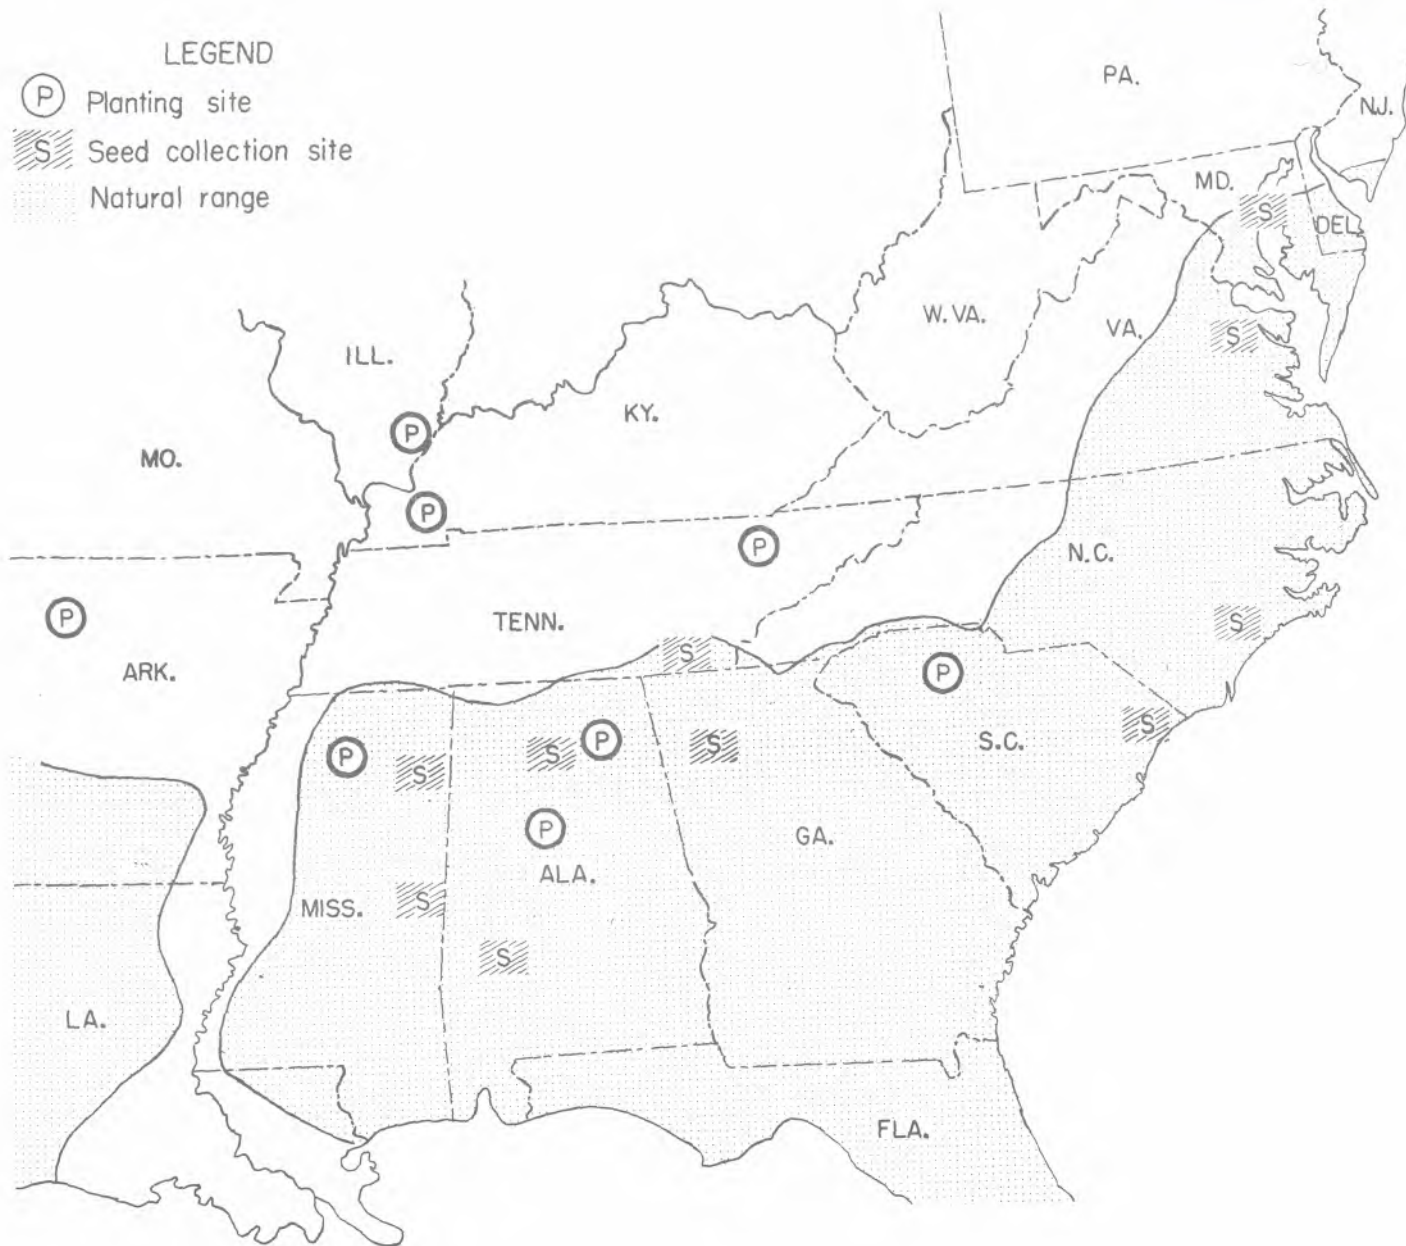 LEGEND
P Planting site
S Seed collection site
Natural range
PA.
N.J.
MD.
S
DEL.
W. VA.
VA.
S
ILL.
P
KY.
MO.
P
P
N.C.
P
TENN.
S
S
ARK.
P
S.C.
S
P
S
S
P
S
P
GA.
ALA.
MISS.
S
S
LA.
FLA.